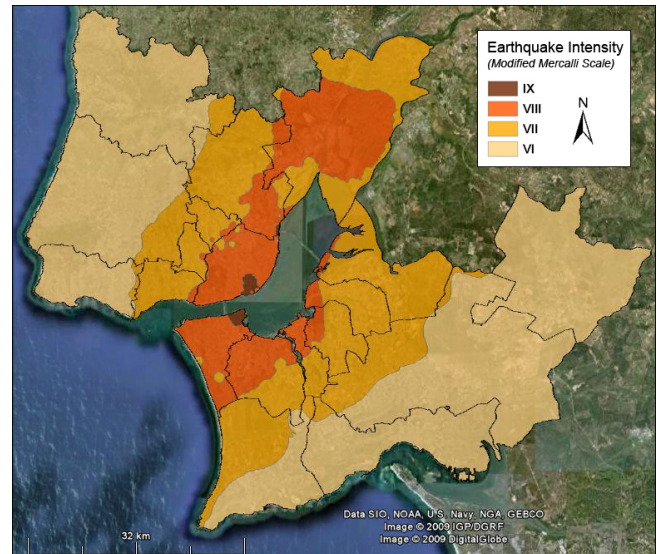 Earthquake Intensity
(Modified Mercalli Scale)
IX
VIII
VII
VI
N
Data SIO, NOAA, U.S. Navy, NGA, GEBCO
Image © 2009 IGP/DGRF
Image © 2009 DigitalGlobe
32 km